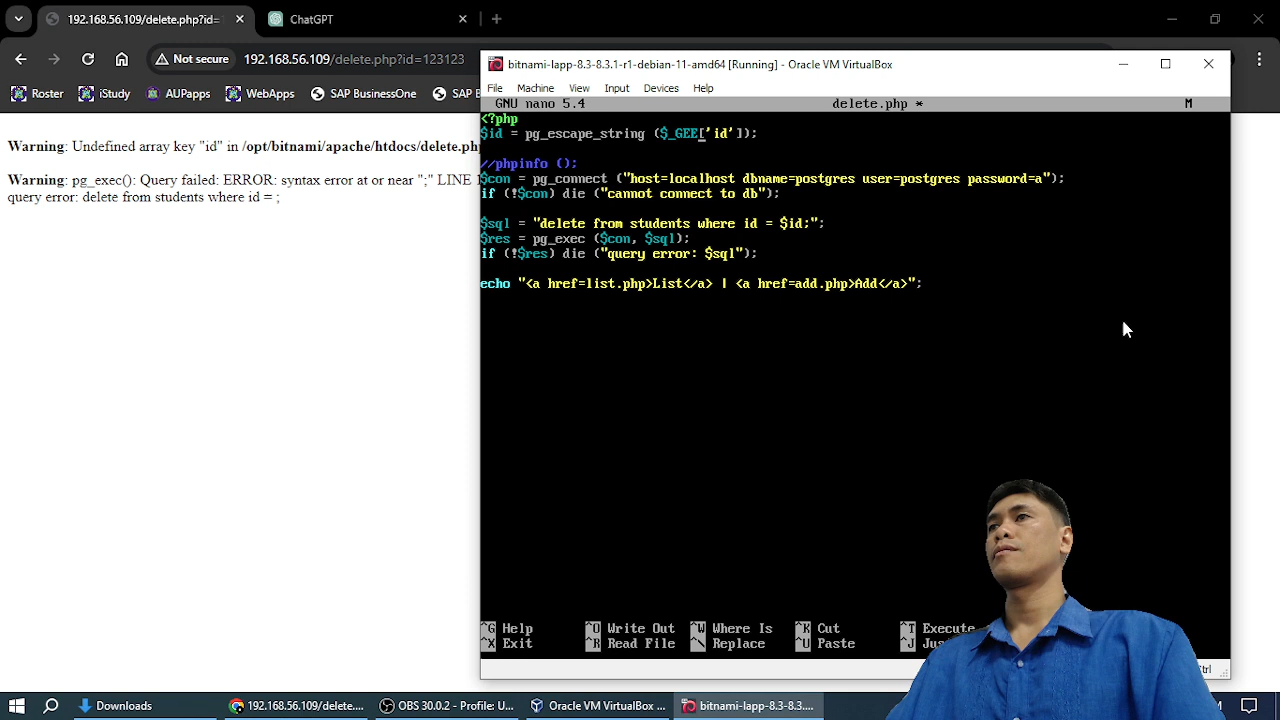 192.168.56.109/delete.php?id=
ChatGPT
Not secure
192.168.56.109/delete.php?id=123123
Roster
iStudy
AUPapps
WebApps
SAP BusinessOne
SAP B
Warning: Undefined array key "id" in /opt/bitnami/apache/htdocs/delete.php
Warning: pg_exec(): Query failed: ERROR: syntax error at or near ";" LINE
query error: delete from students where id = ;
bitnami-lapp-8.3-8.3.1-r1-debian-11-amd64 [Running] - Oracle VM VirtualBox
File Machine View Input Devices Help
GNU nano 5.4 delete.php * M
<?php
$id = pg_escape_string ($_GEE['id']);
//phpinfo ();
$con = pg_connect ("host=localhost dbname=postgres user=postgres password=a");
if (!$con) die ("cannot connect to db");
$sql = "delete from students where id = $id;";
$res = pg_exec ($con, $sql);
if (!$res) die ("query error: $sql");
echo "<a href=list.php>List</a> | <a href=add.php>Add</a>";
^G Help ^O Write Out ^W Where Is ^K Cut ^T Execute
^X Exit ^R Read File ^\ Replace ^U Paste ^J Jus
Ctrl
Downloads
192.168.56.109/delete....
OBS 30.0.2 - Profile: U...
Oracle VM VirtualBox ...
bitnami-lapp-8.3-8.3....